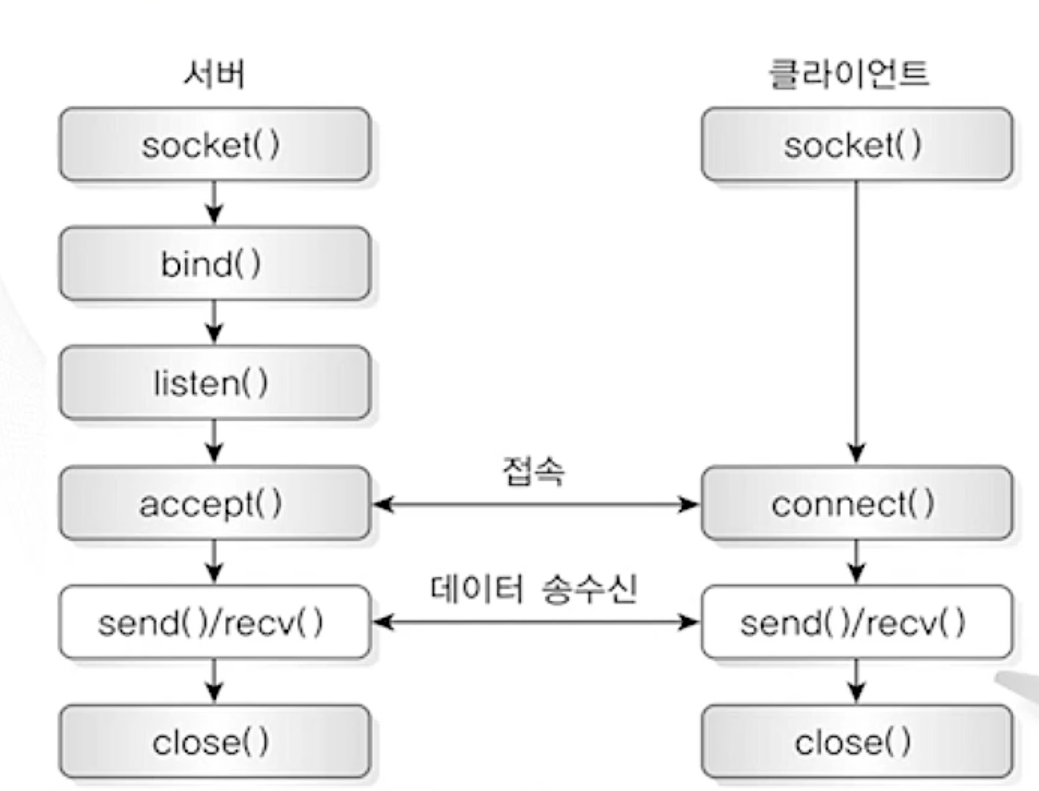 서버
클라이언트
socket()
socket()
bind()
listen()
접속
accept()
connect()
데이터 송수신
send()/recv()
send()/recv()
close()
close()